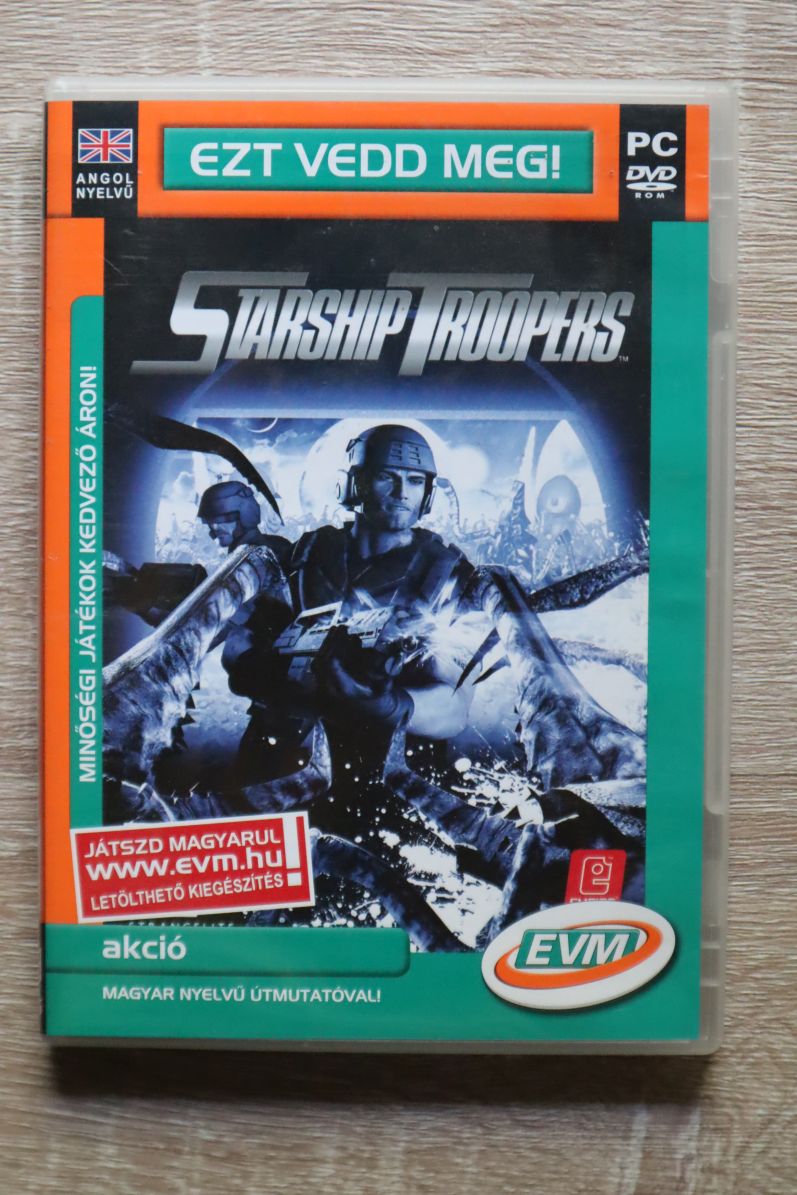 ANGOL
NYELVŰ
EZT VEDD MEG!
PC
DVD
ROM
STARSHIP TROOPERS™
MINŐSÉGI JÁTÉKOK KEDVEZŐ ÁRON!
JÁTSZD MAGYARUL
www.evm.hu!
LETÖLTHETŐ KIEGÉSZÍTÉS
akció
EVM
MAGYAR NYELVŰ ÚTMUTATÓVAL!